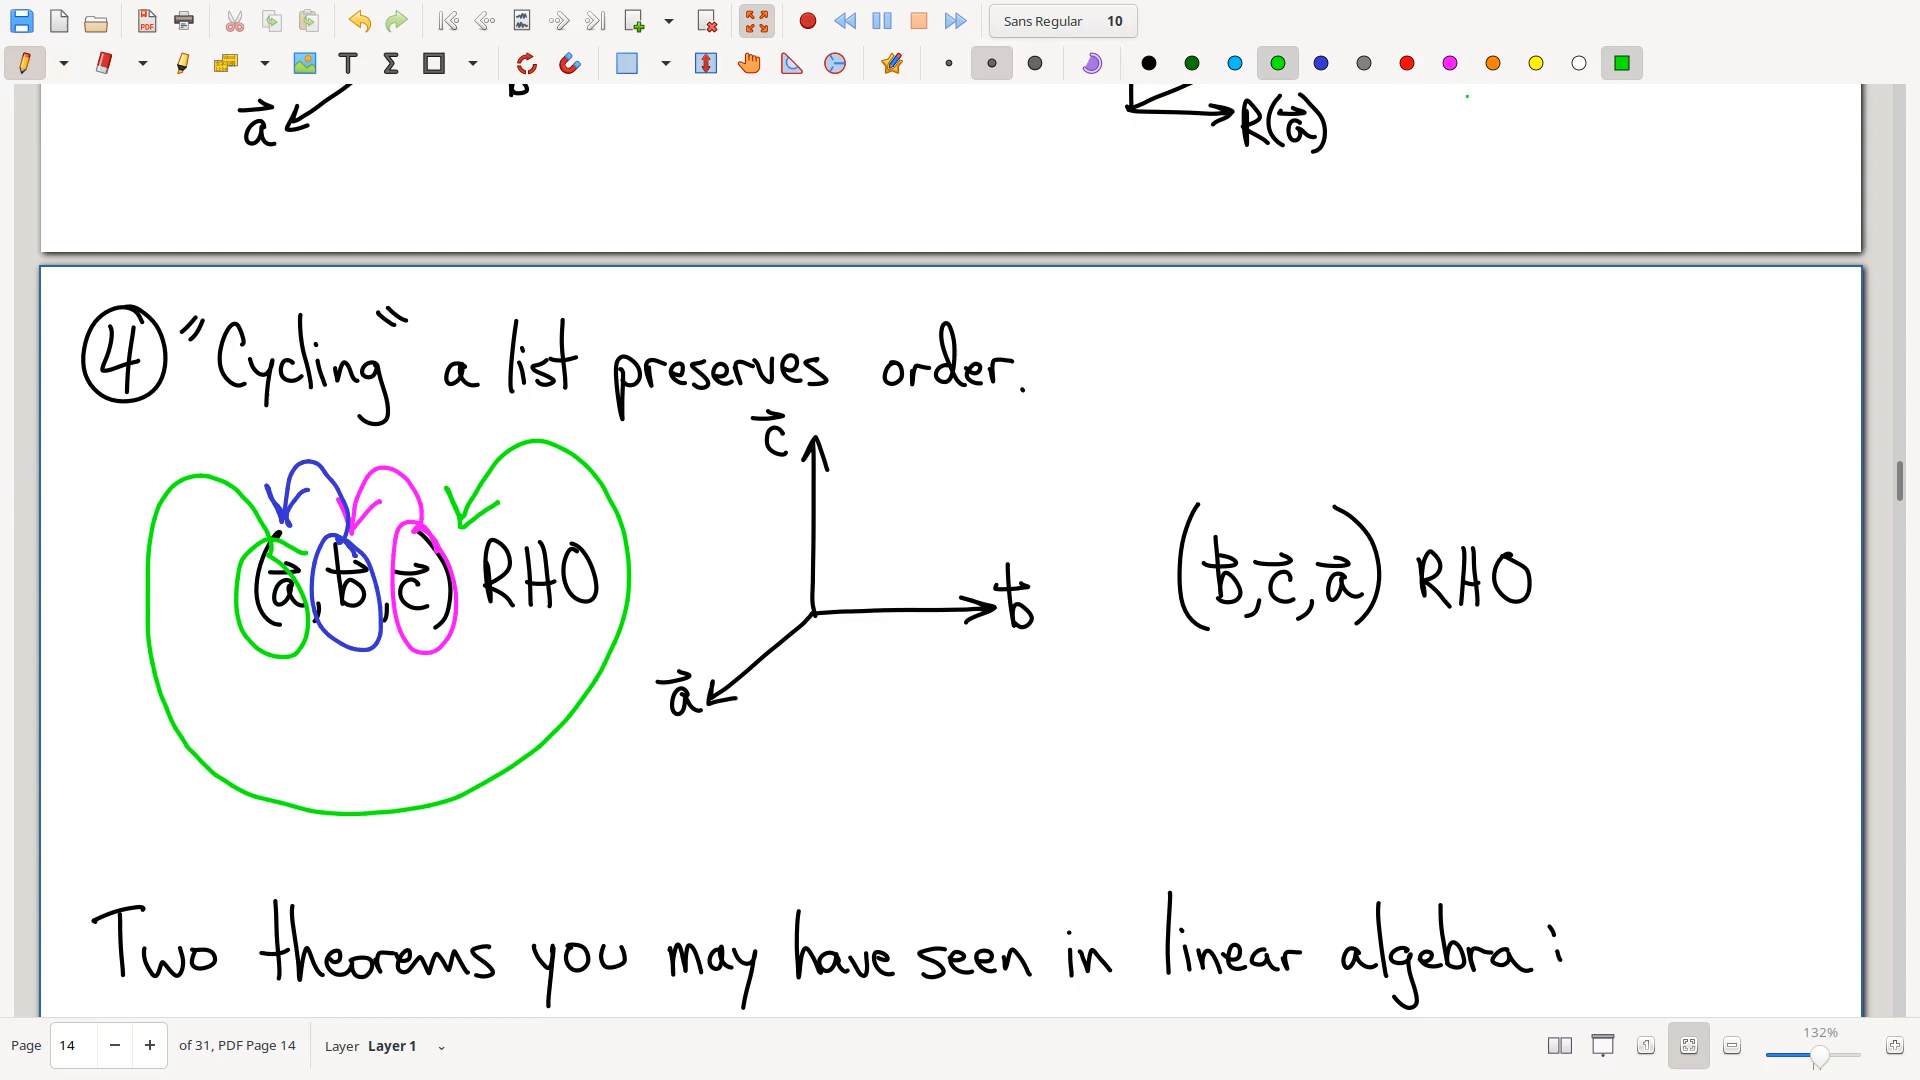 Sans Regular 10
a⃗
R(a⃗)
④ "Cycling" a list preserves order.
c⃗
(a⃗, b⃗, c⃗) RHO
b⃗
(b⃗, c⃗, a⃗) RHO
a⃗
Two theorems you may have seen in linear algebra:
Page 14 of 31, PDF Page 14 Layer Layer 1 132%